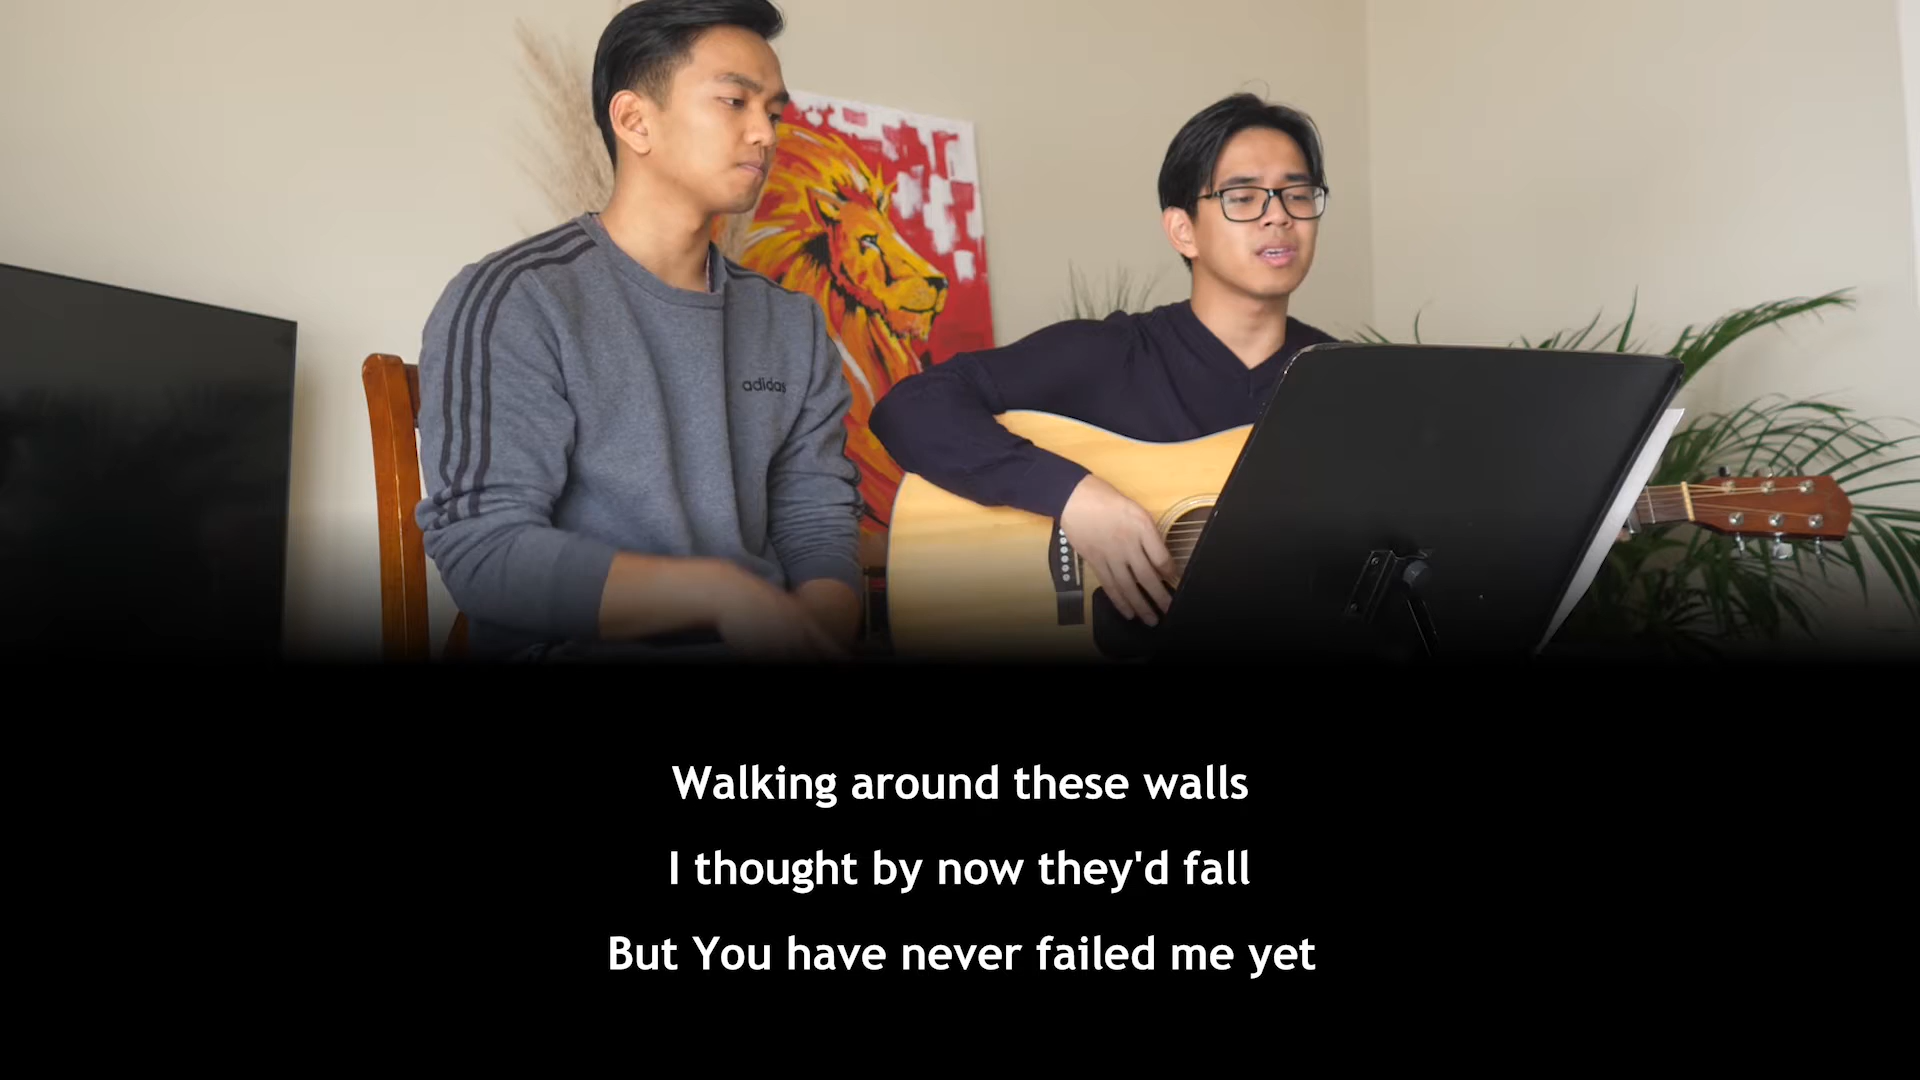 adidas
Walking around these walls
I thought by now they'd fall
But You have never failed me yet